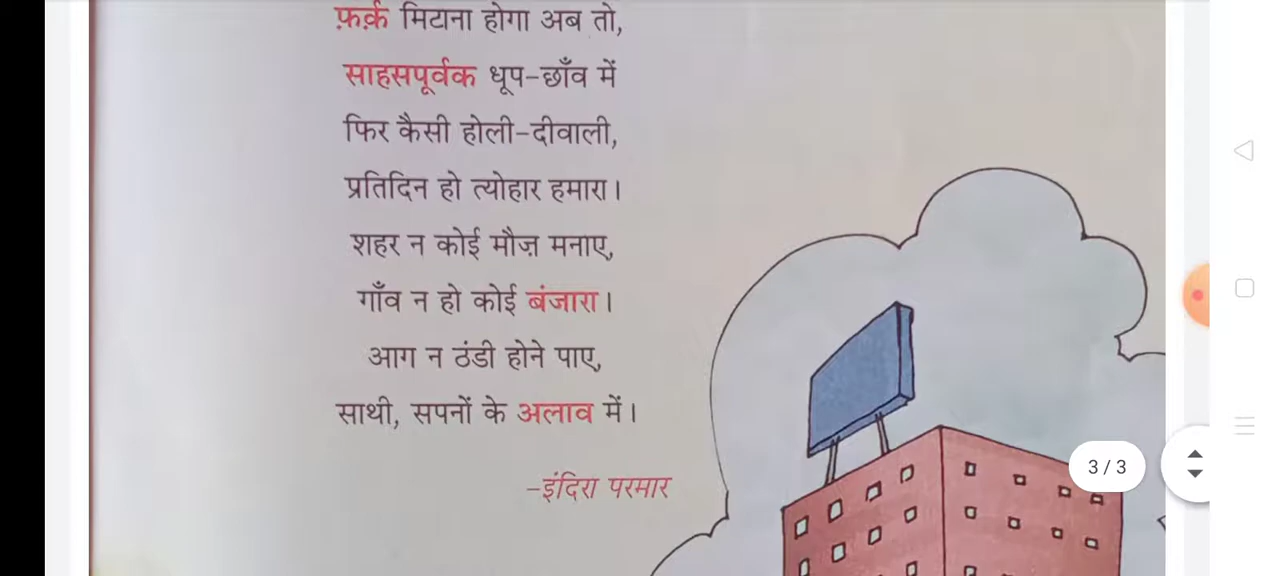 फ़र्क़ मिटाना होगा अब तो,
साहसपूर्वक धूप-छाँव में
फिर कैसी होली-दीवाली,
प्रतिदिन हो त्योहार हमारा।
शहर न कोई मौज़ मनाए,
गाँव न हो कोई बंजारा।
आग न ठंडी होने पाए,
साथी, सपनों के अलाव में।
-इंदिरा परमार
3/3